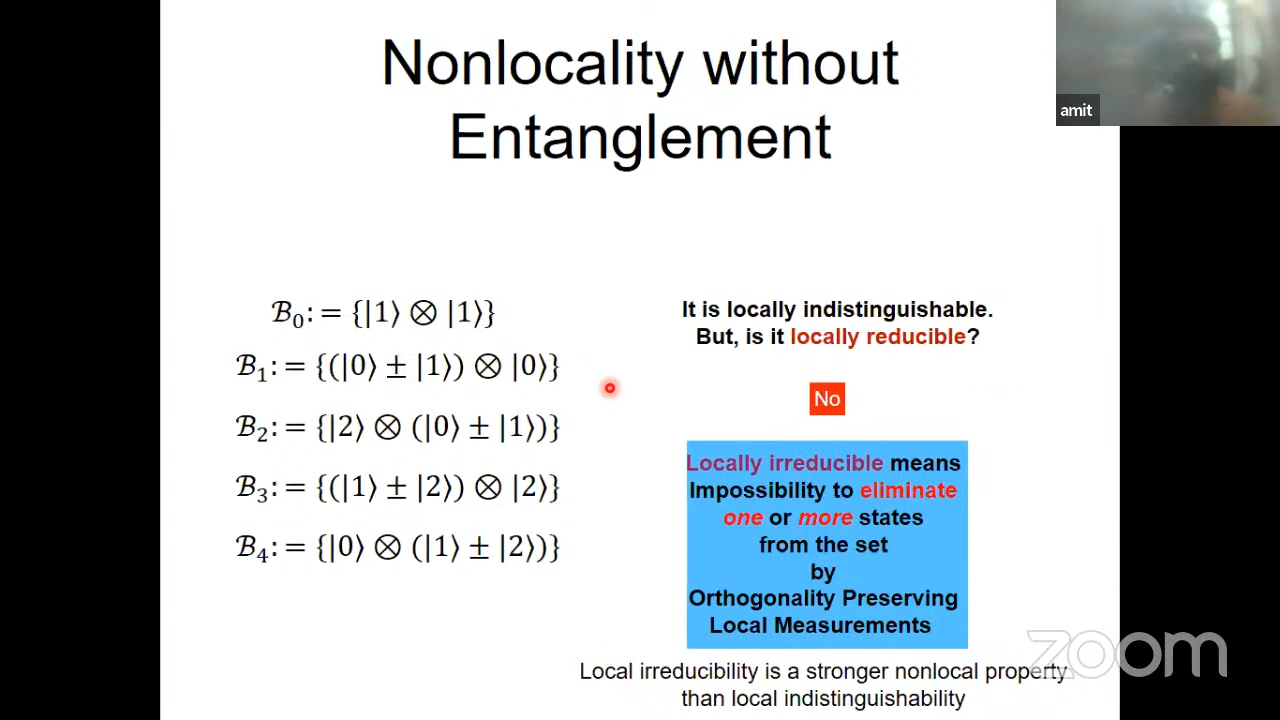 Nonlocality without
Entanglement
amit
ℬ₀: = {|1⟩ ⊗ |1⟩}
ℬ₁: = {(|0⟩ ± |1⟩) ⊗ |0⟩}
ℬ₂: = {|2⟩ ⊗ (|0⟩ ± |1⟩)}
ℬ₃: = {(|1⟩ ± |2⟩) ⊗ |2⟩}
ℬ₄: = {|0⟩ ⊗ (|1⟩ ± |2⟩)}
It is locally indistinguishable.
But, is it locally reducible?
No
Locally irreducible means
Impossibility to eliminate
one or more states
from the set
by
Orthogonality Preserving
Local Measurements
Local irreducibility is a stronger nonlocal property
than local indistinguishability
zoom